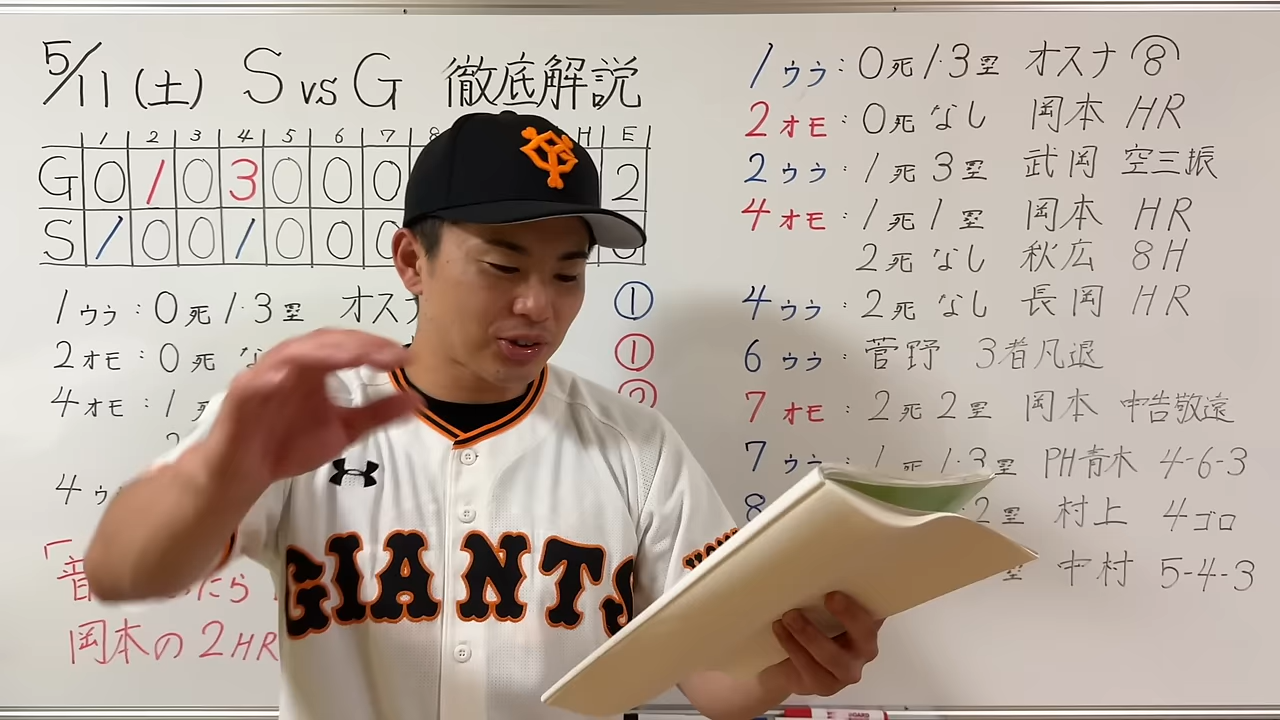 5/11 (土) S vs G 徹底解説
1 2 3 4 5 6 7 8 H E
G 0 1 0 3 0 0 0 2
S 1 0 0 1 0 0 0
1ウラ:0死1・3塁 オスナ ①
2オモ:0死 ①
4オモ:1 ②
4
岡本の2HR
1ウラ:0死1・3塁 オスナ 8
2オモ:0死なし 岡本 HR
2ウラ:1死3塁 武岡 空三振
4オモ:1死1塁 岡本 HR
2死なし 秋広 8H
4ウラ:2死なし 長岡 HR
6ウラ:菅野 3者凡退
7オモ:2死2塁 岡本 申告敬遠
7ウラ 1死1・3塁 PH青木 4-6-3
8 2塁 村上 4ゴロ
塁 中村 5-4-3
GIANTS